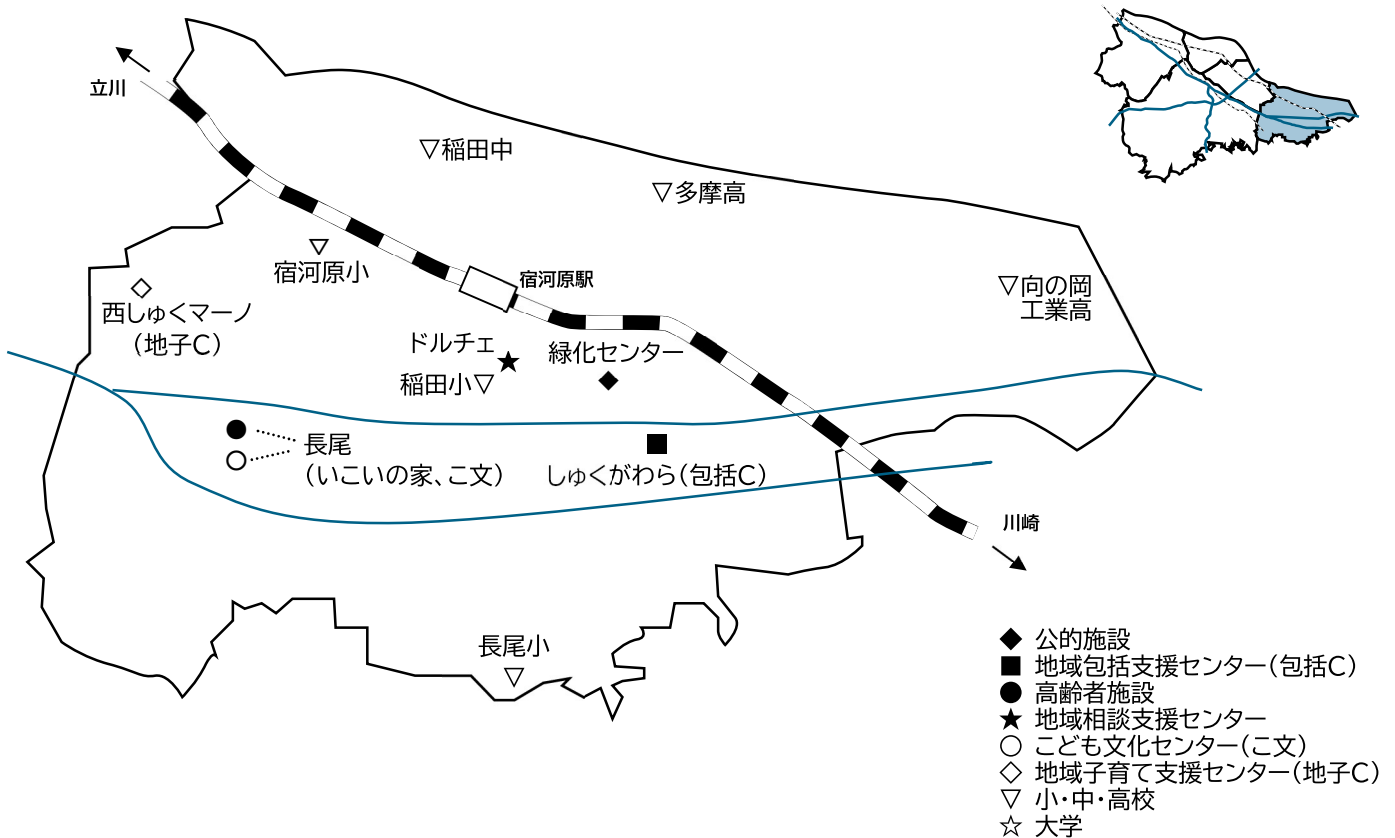 立川
▽稲田中
▽多摩高
宿河原小
宿河原駅
▽向の岡
工業高
西しゅくマーノ
（地子C）
ドルチェ
稲田小▽
緑化センター
長尾
（いこいの家、こ文）
しゅくがわら（包括C）
川崎
長尾小
◆ 公的施設
■ 地域包括支援センター（包括C）
● 高齢者施設
★ 地域相談支援センター
○ こども文化センター（こ文）
◇ 地域子育て支援センター（地子C）
▽ 小・中・高校
☆ 大学